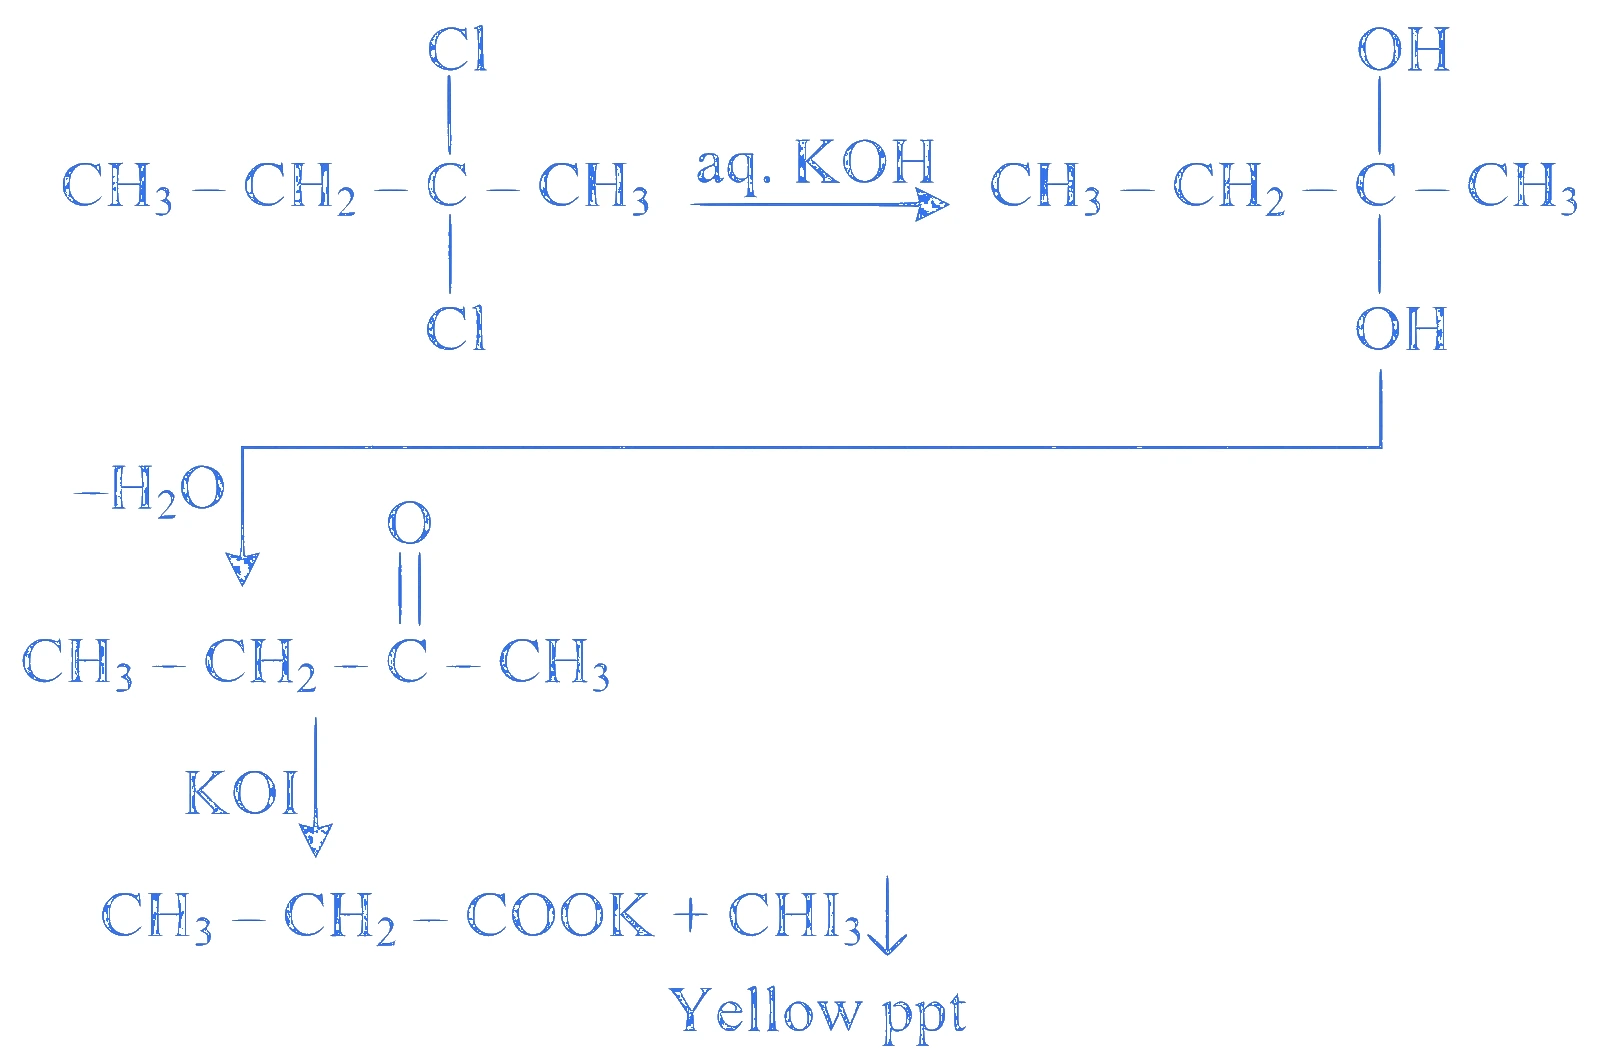 Cl OH
CH₃ – CH₂ – C – CH₃ aq. KOH CH₃ – CH₂ – C – CH₃
Cl OH
–H₂O
O
CH₃ – CH₂ – C – CH₃
KOI
CH₃ – CH₂ – COOK + CHI₃↓
Yellow ppt